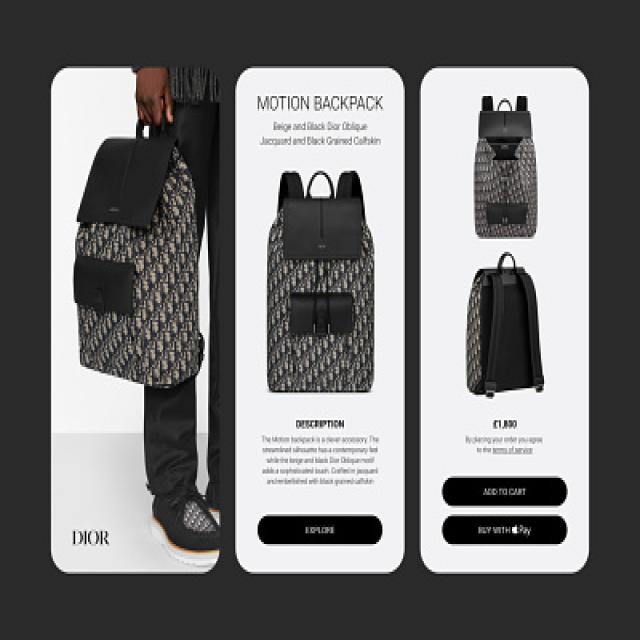 DIOR
MOTION BACKPACK
Beige and Black Dior Oblique
Jacquard and Black Grained Calfskin
DESCRIPTION
The Motion backpack is a clever accessory. The
streamlined silhouette has a contemporary feel
while the beige and black Dior Oblique motif
adds a sophisticated touch. Crafted in jacquard
and embellished with black grained calfskin
EXPLORE
£1,800
By placing your order you agree
to the terms of service
ADD TO CART
BUY WITH Pay